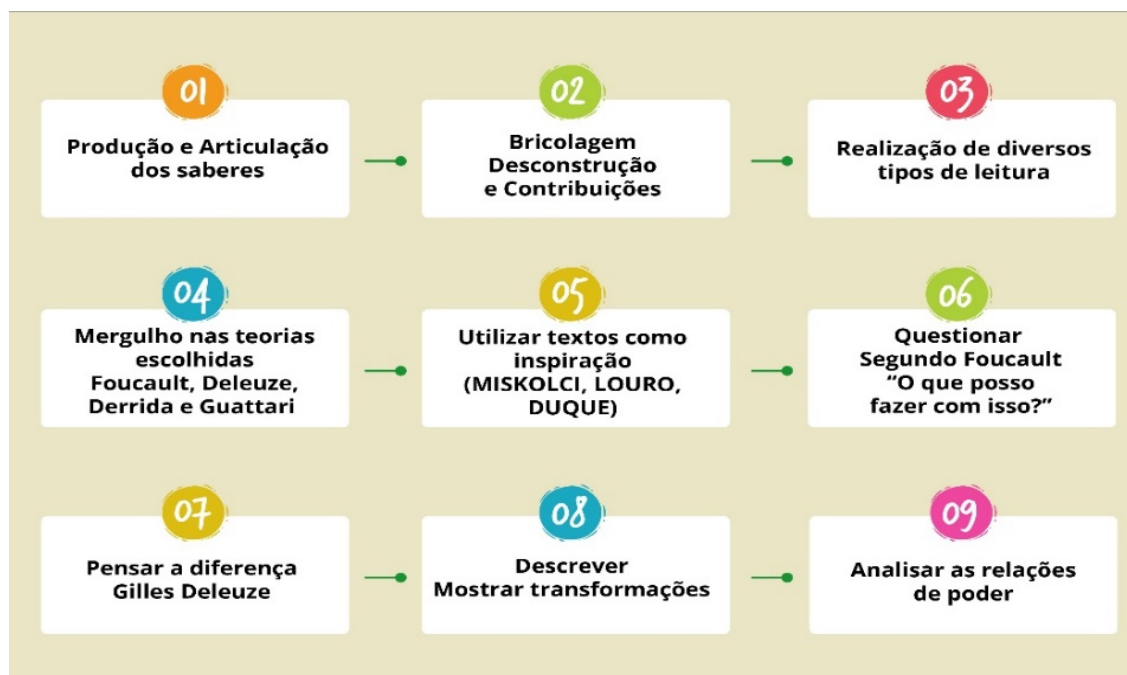 01
Produção e Articulação
dos saberes
02
Bricolagem
Desconstrução
e Contribuições
03
Realização de diversos
tipos de leitura
04
Mergulho nas teorias
escolhidas
Foucault, Deleuze,
Derrida e Guattari
05
Utilizar textos como
inspiração
(MISKOLCI, LOURO,
DUQUE)
06
Questionar
Segundo Foucault
“O que posso
fazer com isso?”
07
Pensar a diferença
Gilles Deleuze
08
Descrever
Mostrar transformações
09
Analisar as relações
de poder